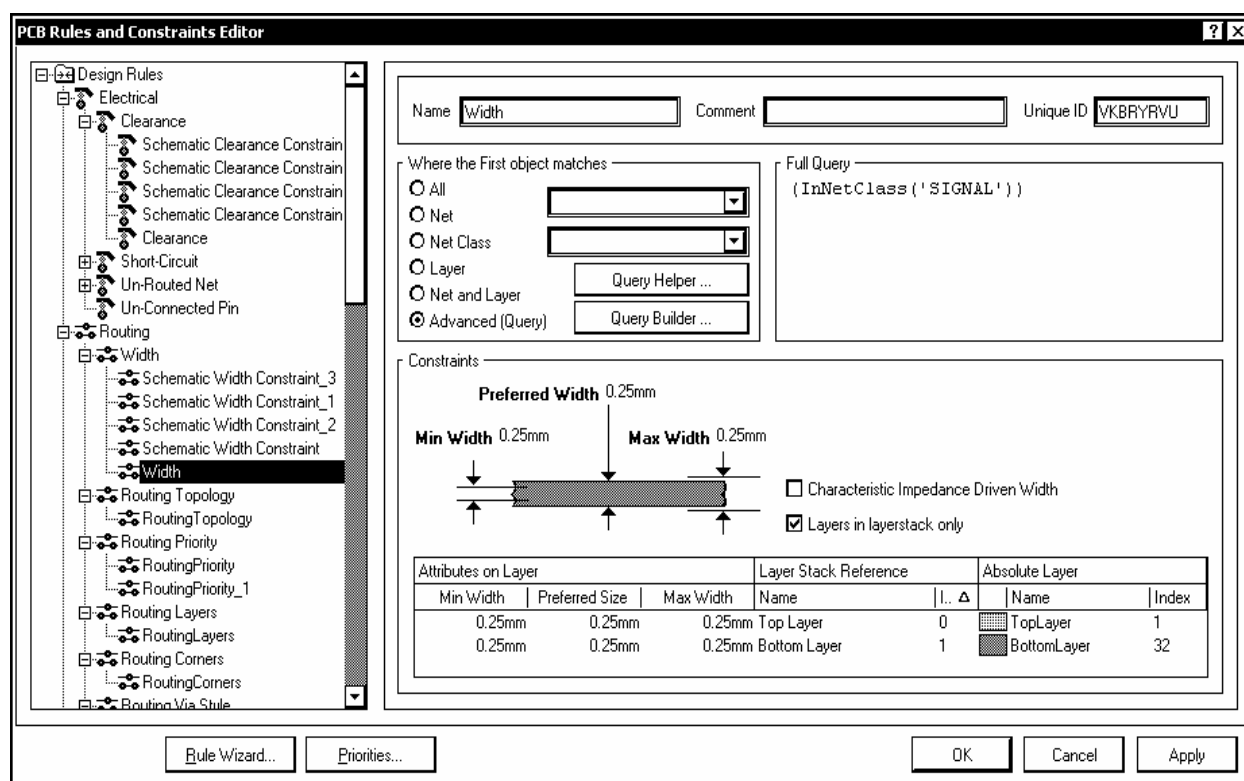 PCB Rules and Constraints Editor
? X
Design Rules
Electrical
Clearance
Schematic Clearance Constrain
Schematic Clearance Constrain
Schematic Clearance Constrain
Schematic Clearance Constrain
Clearance
Short-Circuit
Un-Routed Net
Un-Connected Pin
Routing
Width
Schematic Width Constraint_3
Schematic Width Constraint_1
Schematic Width Constraint_2
Schematic Width Constraint
Width
Routing Topology
RoutingTopology
Routing Priority
RoutingPriority
RoutingPriority_1
Routing Layers
RoutingLayers
Routing Corners
RoutingCorners
Routing Via Style
Name Width Comment Unique ID VKBRYRVU
Where the First object matches
All
Net
Net Class
Layer
Net and Layer
Advanced (Query)
Query Helper ...
Query Builder ...
Full Query
(InNetClass('SIGNAL'))
Constraints
Preferred Width 0.25mm
Min Width 0.25mm Max Width 0.25mm
Characteristic Impedance Driven Width
Layers in layerstack only
Attributes on Layer Layer Stack Reference Absolute Layer
Min Width Preferred Size Max Width Name I.. Name Index
0.25mm 0.25mm 0.25mm Top Layer 0 TopLayer 1
0.25mm 0.25mm 0.25mm Bottom Layer 1 BottomLayer 32
Rule Wizard... Priorities... OK Cancel Apply